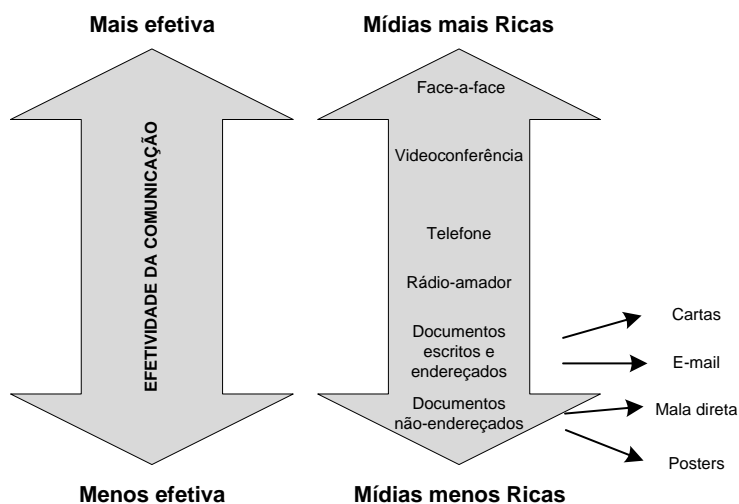 Mais efetiva
Mídias mais Ricas
EFETIVIDADE DA COMUNICAÇÃO
Face-a-face
Videoconferência
Telefone
Rádio-amador
Documentos
escritos e
endereçados
Documentos
não-endereçados
Cartas
E-mail
Mala direta
Posters
Menos efetiva
Mídias menos Ricas